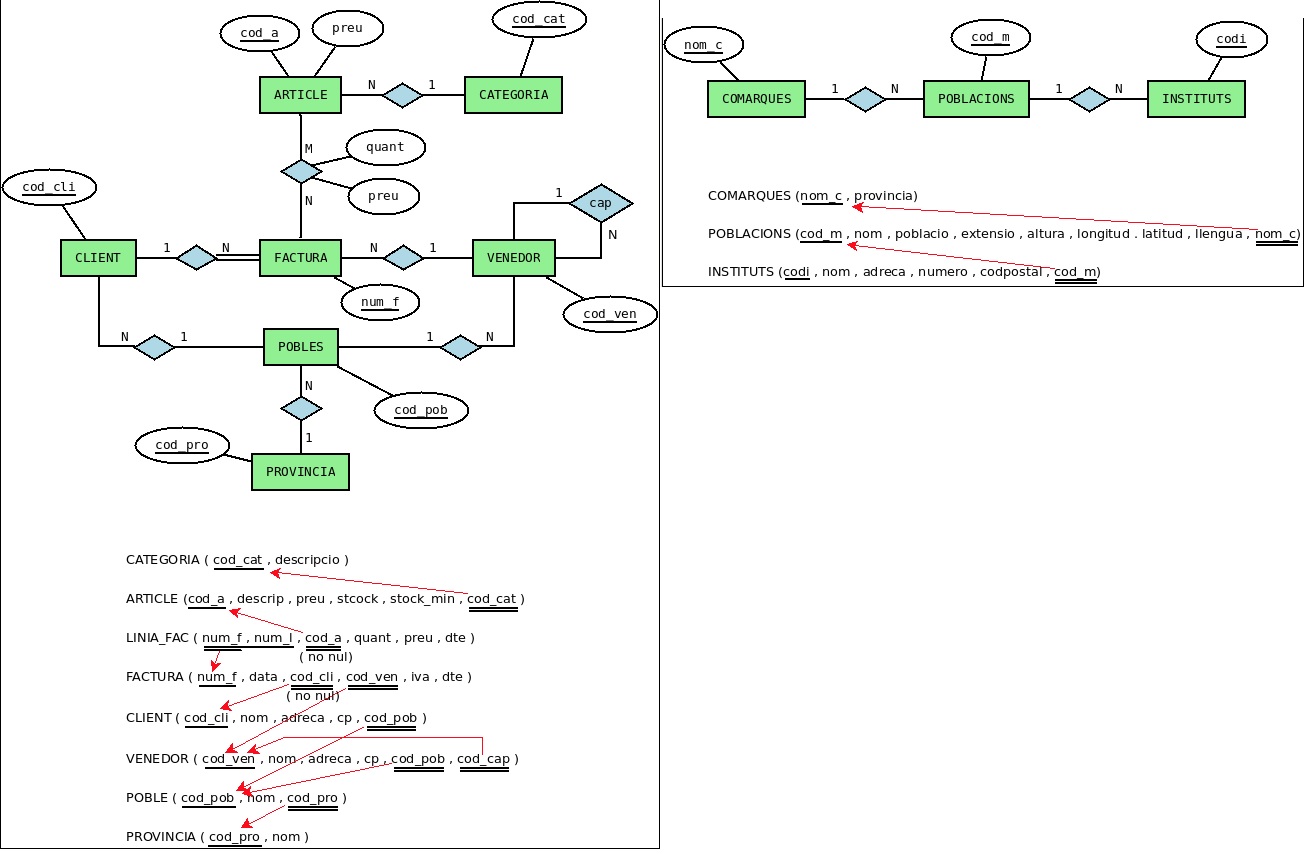 cod_a
preu
cod_cat
ARTICLE
N
1
CATEGORIA
M
quant
preu
N
cod_cli
1
cap
N
CLIENT
1
N
FACTURA
N
1
VENEDOR
num_f
cod_ven
N
1
POBLES
1
N
N
cod_pob
1
cod_pro
PROVINCIA
CATEGORIA ( cod_cat , descripcio )
ARTICLE (cod_a , descrip , preu , stcock , stock_min , cod_cat )
LINIA_FAC ( num_f , num_l , cod_a , quant , preu , dte )
( no nul)
FACTURA ( num_f , data , cod_cli , cod_ven , iva , dte )
( no nul)
CLIENT ( cod_cli , nom , adreca , cp , cod_pob )
VENEDOR ( cod_ven , nom , adreca , cp , cod_pob , cod_cap )
POBLE ( cod_pob , nom , cod_pro )
PROVINCIA ( cod_pro , nom )
nom_c
cod_m
codi
COMARQUES
1
N
POBLACIONS
1
N
INSTITUTS
COMARQUES (nom_c , provincia)
POBLACIONS (cod_m , nom , poblacio , extensio , altura , longitud . latitud , llengua , nom_c)
INSTITUTS (codi , nom , adreca , numero , codpostal , cod_m)